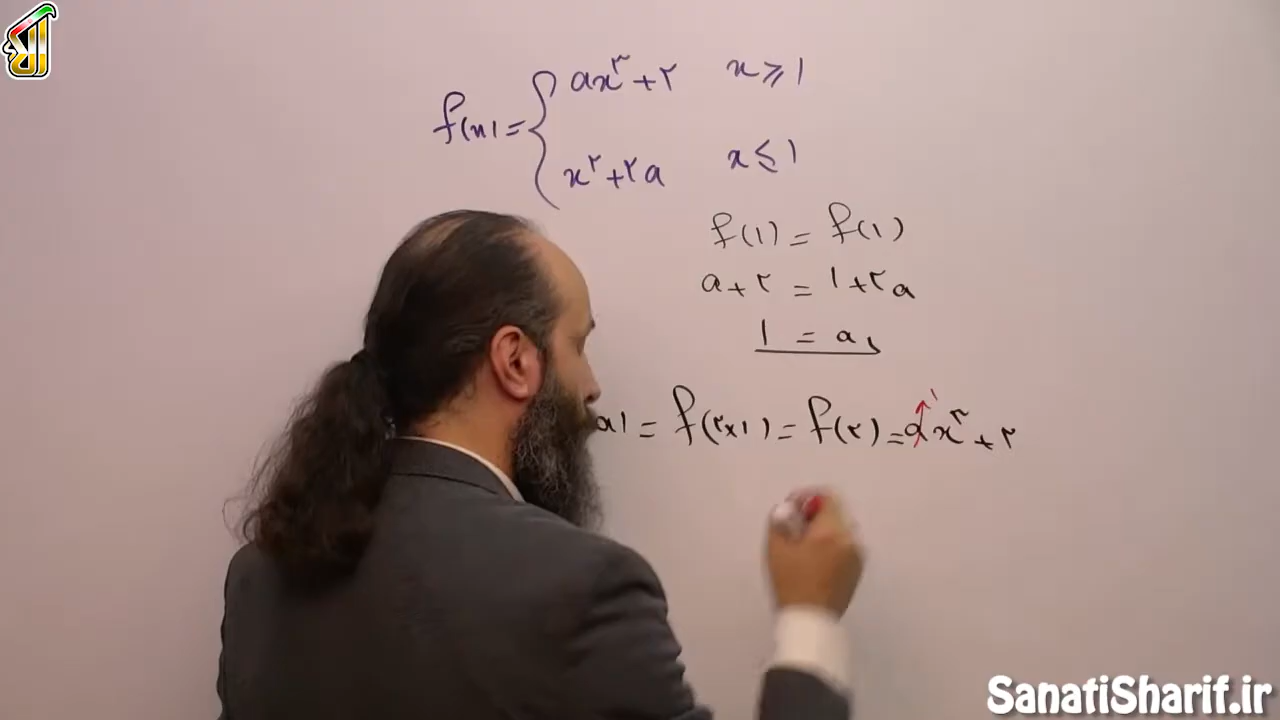 f(x) = { ax^۳ + ۲    x ≥ ۱
x^۲ + ۲a    x ≤ ۱
f(۱) = f(۱)
a + ۲ = ۱ + ۲a
۱ = a
a) = f(۲×۱) = f(۲) = ax^۳ + ۲
۱
SanatiSharif.ir